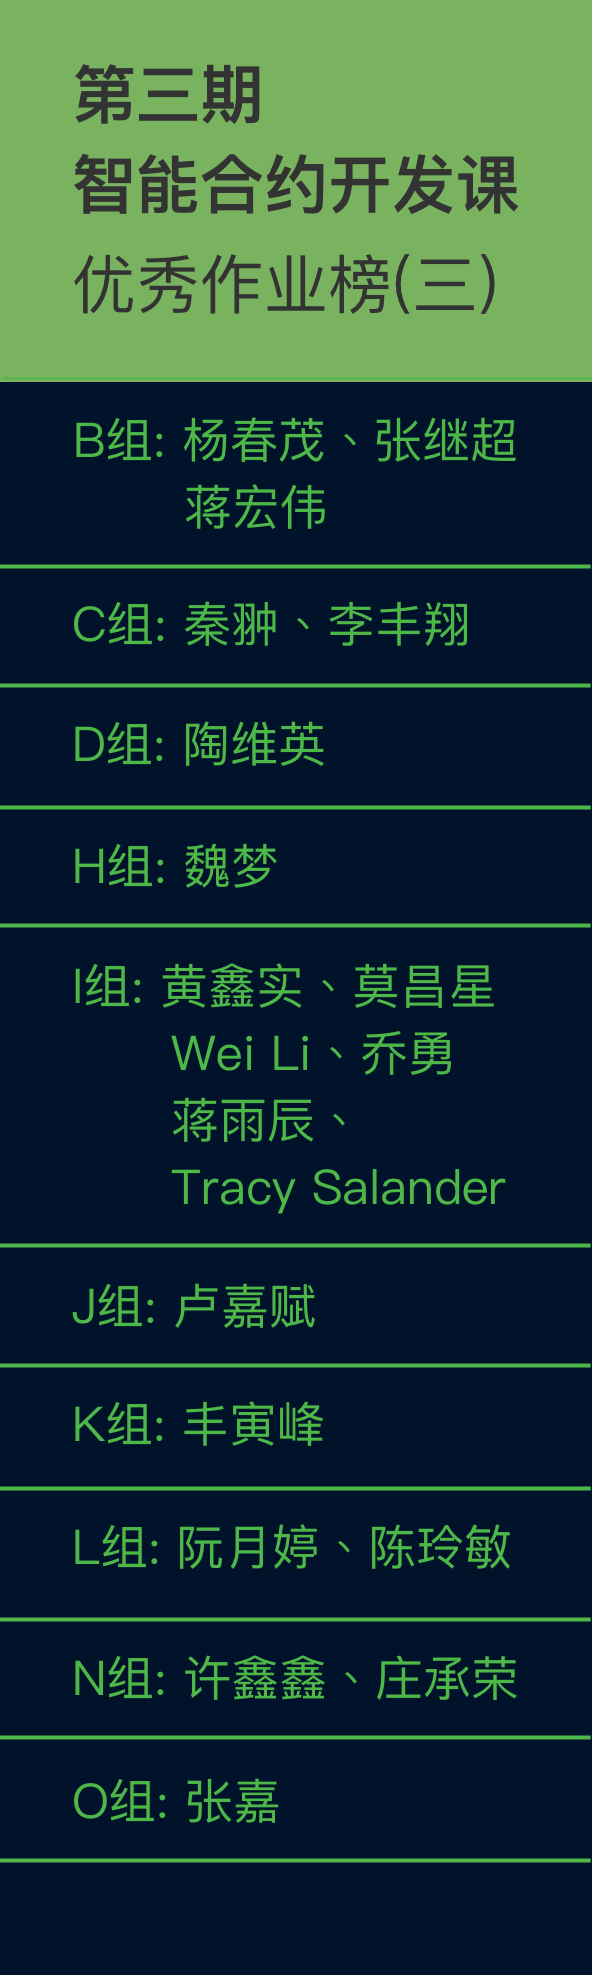 第三期
智能合约开发课
优秀作业榜(三)
B组: 杨春茂、张继超
蒋宏伟
C组: 秦翀、李丰翔
D组: 陶维英
H组: 魏梦
I组: 黄鑫实、莫昌星
Wei Li、乔勇
蒋雨辰、
Tracy Salander
J组: 卢嘉赋
K组: 丰寅峰
L组: 阮月婷、陈玲敏
N组: 许鑫鑫、庄承荣
O组: 张嘉